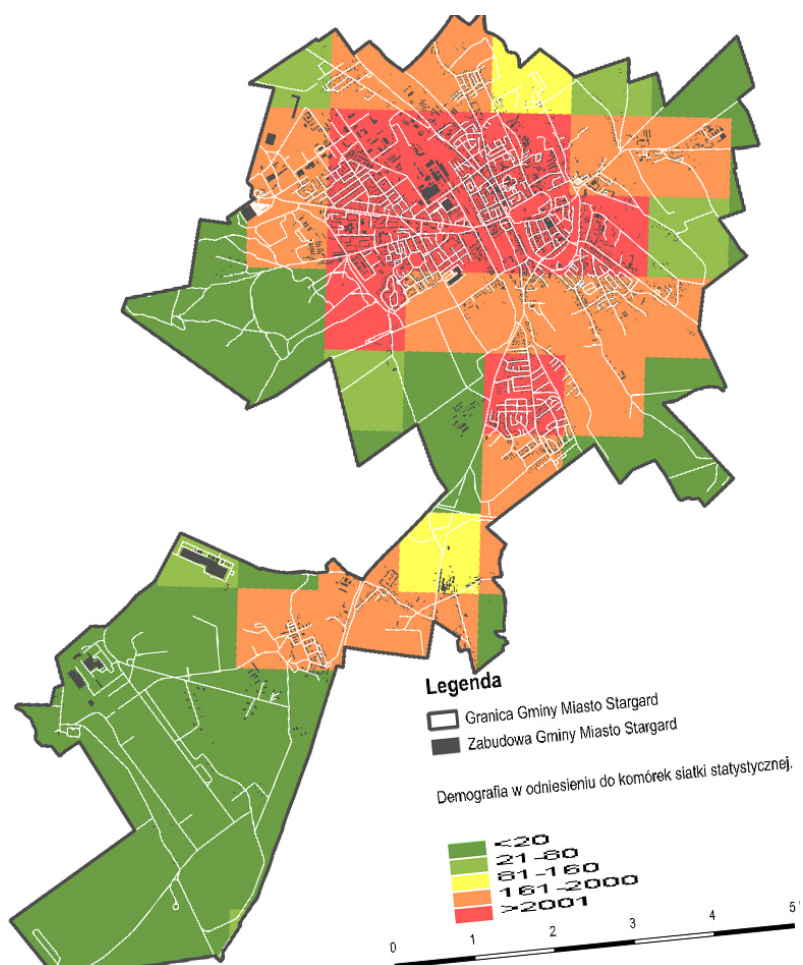 Legenda
Granica Gminy Miasto Stargard
Zabudowa Gminy Miasto Stargard
Demografia w odniesieniu do komórek siatki statystycznej.
<20
21-80
81-160
161-2000
>2001
0 1 2 3 4 5